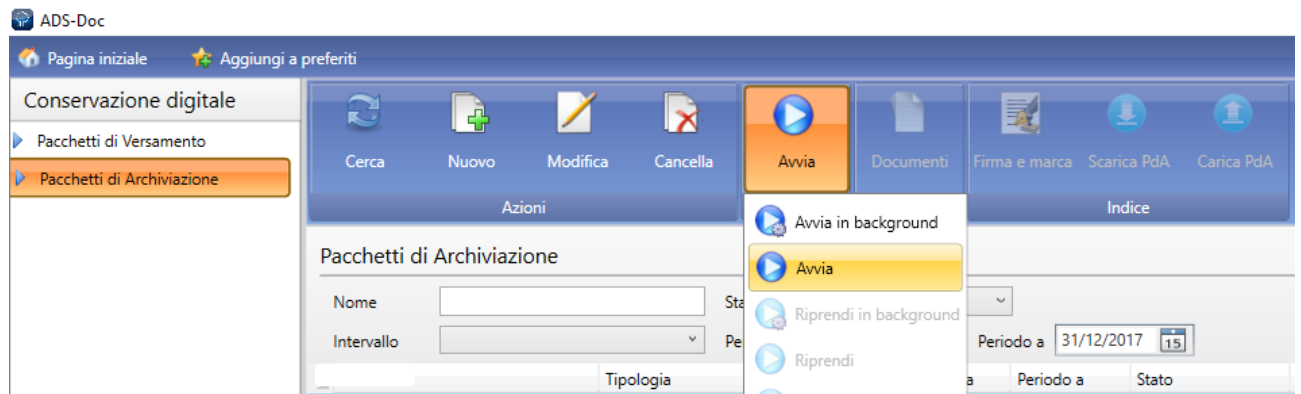 ADS-Doc
Pagina iniziale Aggiungi a preferiti
Conservazione digitale
Pacchetti di Versamento
Pacchetti di Archiviazione
Cerca Nuovo Modifica Cancella Avvia Documenti Firma e marca Scarica PdA Carica PdA
Azioni Indice
Avvia in background
Avvia
Riprendi in background
Riprendi
Pacchetti di Archiviazione
Nome Sta
Intervallo Pe Periodo a 31/12/2017 15
Tipologia a Periodo a Stato